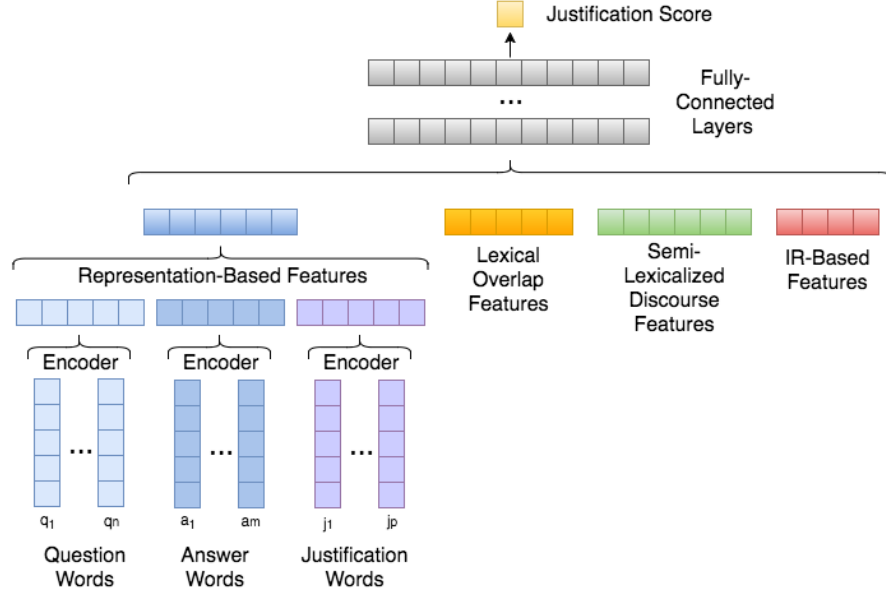 Justification Score
Fully-
Connected
Layers
...
Representation-Based Features
Lexical
Overlap
Features
Semi-
Lexicalized
Discourse
Features
IR-Based
Features
Encoder
Encoder
Encoder
... ... ...
q1 qn a1 am j1 jp
Question
Words
Answer
Words
Justification
Words